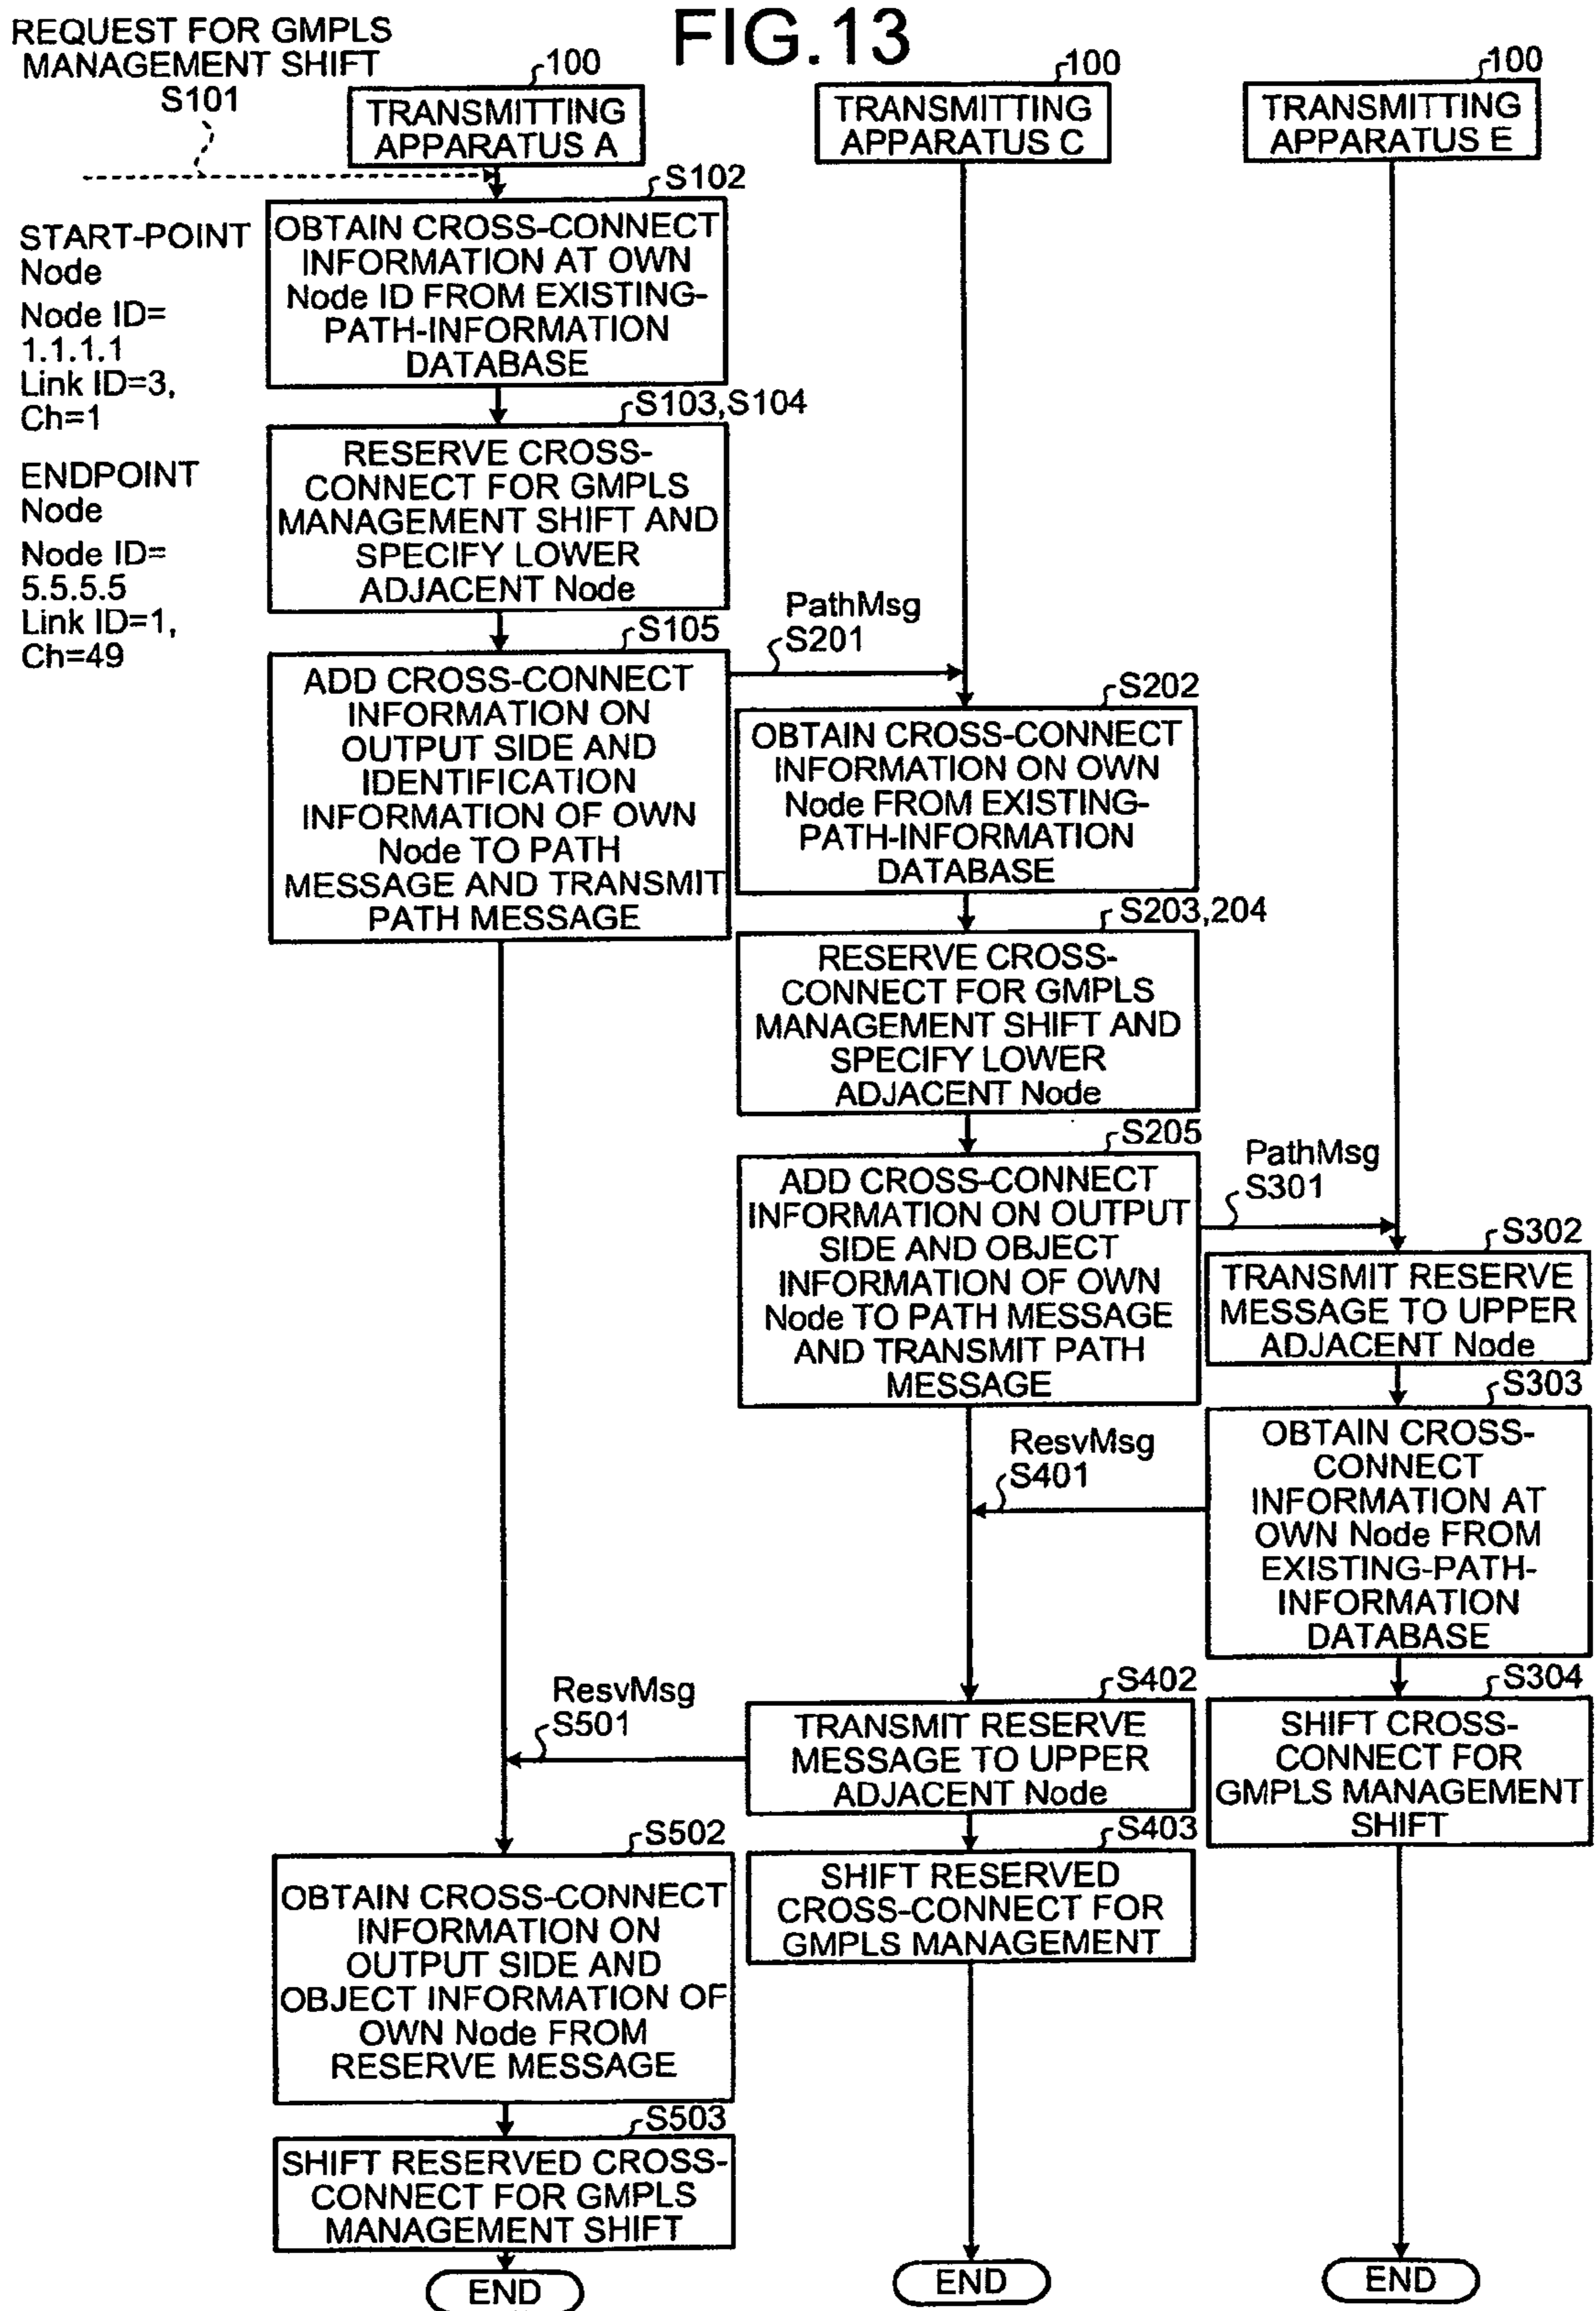 FIG.13
REQUEST FOR GMPLS
MANAGEMENT SHIFT
S101
100
TRANSMITTING
APPARATUS A
100
TRANSMITTING
APPARATUS C
100
TRANSMITTING
APPARATUS E
START-POINT
Node
Node ID=
1.1.1.1
Link ID=3,
Ch=1
ENDPOINT
Node
Node ID=
5.5.5.5
Link ID=1,
Ch=49
S102
OBTAIN CROSS-CONNECT
INFORMATION AT OWN
Node ID FROM EXISTING-
PATH-INFORMATION
DATABASE
S103,S104
RESERVE CROSS-
CONNECT FOR GMPLS
MANAGEMENT SHIFT AND
SPECIFY LOWER
ADJACENT Node
S105
ADD CROSS-CONNECT
INFORMATION ON
OUTPUT SIDE AND
IDENTIFICATION
INFORMATION OF OWN
Node TO PATH
MESSAGE AND TRANSMIT
PATH MESSAGE
PathMsg
S201
S202
OBTAIN CROSS-CONNECT
INFORMATION ON OWN
Node FROM EXISTING-
PATH-INFORMATION
DATABASE
S203,204
RESERVE CROSS-
CONNECT FOR GMPLS
MANAGEMENT SHIFT AND
SPECIFY LOWER
ADJACENT Node
S205
ADD CROSS-CONNECT
INFORMATION ON OUTPUT
SIDE AND OBJECT
INFORMATION OF OWN
Node TO PATH MESSAGE
AND TRANSMIT PATH
MESSAGE
PathMsg
S301
S302
TRANSMIT RESERVE
MESSAGE TO UPPER
ADJACENT Node
S303
OBTAIN CROSS-
CONNECT
INFORMATION AT
OWN Node FROM
EXISTING-PATH-
INFORMATION
DATABASE
S304
SHIFT CROSS-
CONNECT FOR
GMPLS MANAGEMENT
SHIFT
ResvMsg
S401
S402
TRANSMIT RESERVE
MESSAGE TO UPPER
ADJACENT Node
S403
SHIFT RESERVED
CROSS-CONNECT FOR
GMPLS MANAGEMENT
ResvMsg
S501
S502
OBTAIN CROSS-CONNECT
INFORMATION ON
OUTPUT SIDE AND
OBJECT INFORMATION OF
OWN Node FROM
RESERVE MESSAGE
S503
SHIFT RESERVED CROSS-
CONNECT FOR GMPLS
MANAGEMENT SHIFT
END
END
END